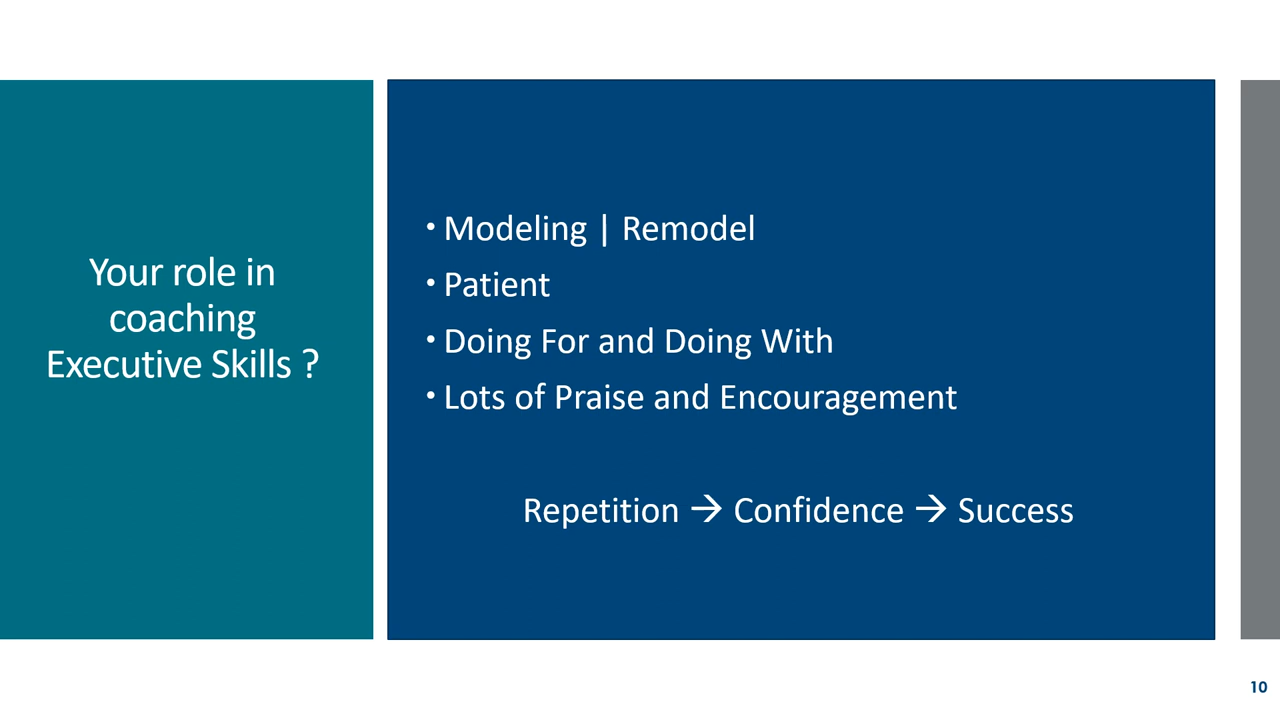 Your role in
coaching
Executive Skills ?
• Modeling | Remodel
• Patient
• Doing For and Doing With
• Lots of Praise and Encouragement
Repetition → Confidence → Success
10